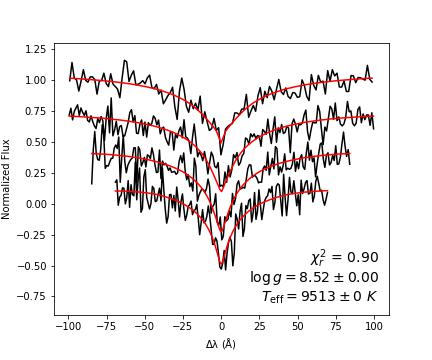 1.25
1.00
0.75
0.50
0.25
0.00
−0.25
−0.50
−0.75
Normalized Flux
χ²ᵣ = 0.90
log g = 8.52 ± 0.00
T_eff = 9513 ± 0 K
−100 −75 −50 −25 0 25 50 75 100
Δλ (Å)